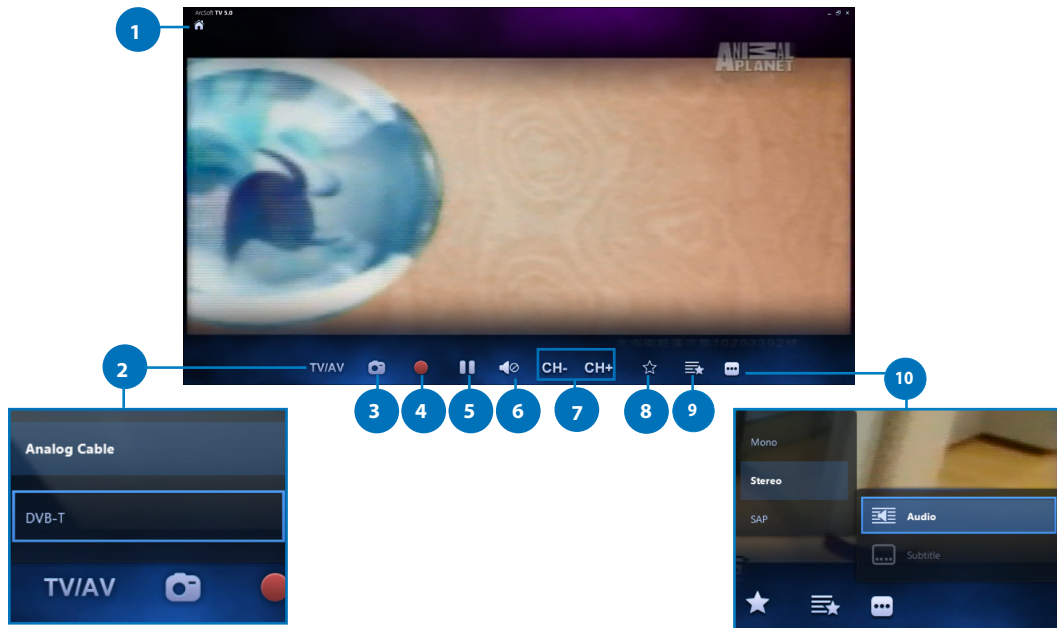 ArcSoft TV 5.0
1
ANIMAL
PLANET
2
TV/AV
CH- CH+
3
4
5
6
7
8
9
10
Analog Cable
DVB-T
TV/AV
Mono
Stereo
SAP
Audio
Subtitle